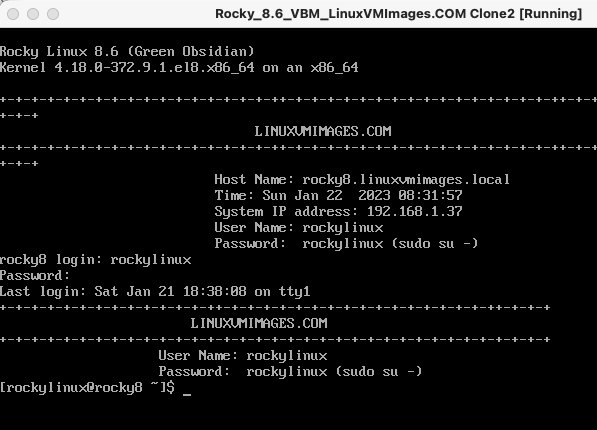 Rocky_8.6_VBM_LinuxVMImages.COM Clone2 [Running]
Rocky Linux 8.6 (Green Obsidian)
Kernel 4.18.0-372.9.1.el8.x86_64 on an x86_64
+-+-+-+-+-+-+-+-+-+-+-+-+-+-+-+-+-+-+-+-+-+-+-+-+-+-+-+-+-+-+-+-+-+-+-+-+-
+-+-+
LINUXVMIMAGES.COM
+-+-+-+-+-+-+-+-+-+-+-+-+-+-+-+-+-+-+-+-+-+-+-+-+-+-+-+-+-+-+-+-+-+-+-+-+-
+-+-+
Host Name: rocky8.linuxvmimages.local
Time: Sun Jan 22  2023 08:31:57
System IP address: 192.168.1.37
User Name: rockylinux
Password:  rockylinux (sudo su -)
rocky8 login: rockylinux
Password:
Last login: Sat Jan 21 18:38:08 on tty1
+-+-+-+-+-+-+-+-+-+-+-+-+-+-+-+-+-+-+-+-+-+-+-+-+-+-+-+-+-+-+-+-+-+-+
LINUXVMIMAGES.COM
+-+-+-+-+-+-+-+-+-+-+-+-+-+-+-+-+-+-+-+-+-+-+-+-+-+-+-+-+-+-+-+-+-+-+
User Name: rockylinux
Password:  rockylinux (sudo su -)
[rockylinux@rocky8 ~]$ _